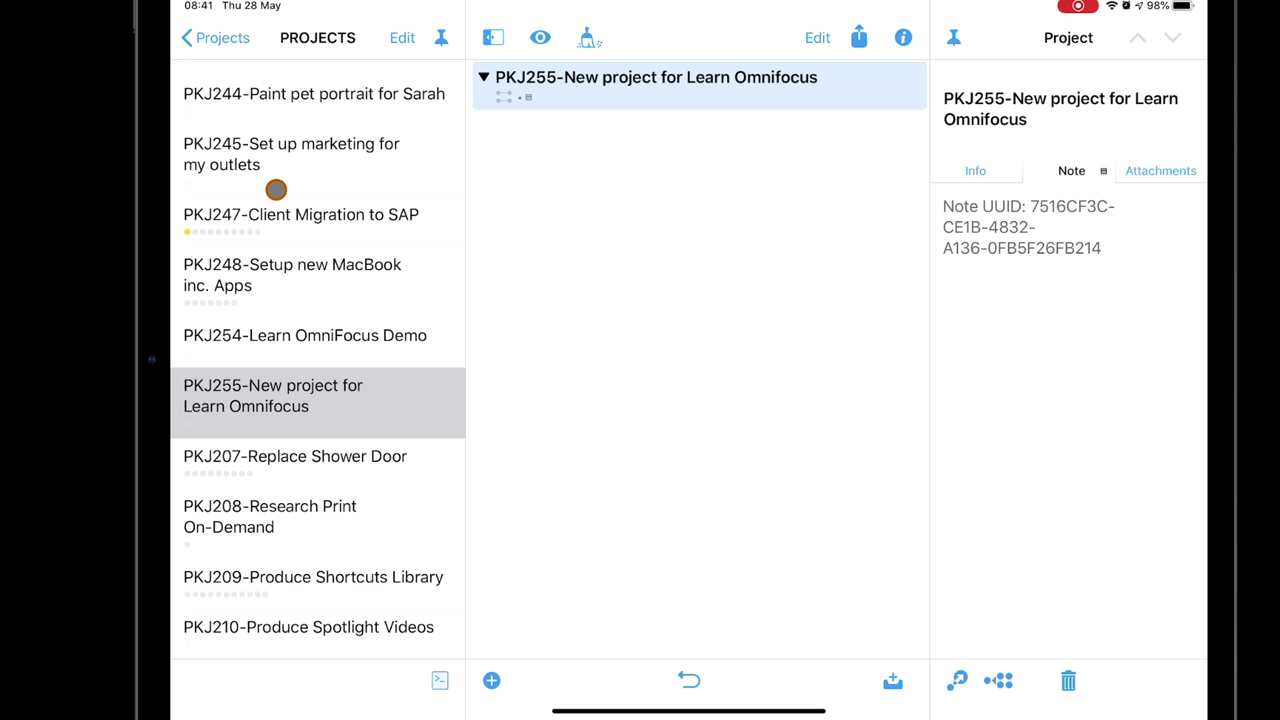 08:41 Thu 28 May
98%
Projects
PROJECTS
Edit
Edit
Project
PKJ244-Paint pet portrait for Sarah
PKJ245-Set up marketing for
my outlets
PKJ247-Client Migration to SAP
PKJ248-Setup new MacBook
inc. Apps
PKJ254-Learn OmniFocus Demo
PKJ255-New project for
Learn Omnifocus
PKJ207-Replace Shower Door
PKJ208-Research Print
On-Demand
PKJ209-Produce Shortcuts Library
PKJ210-Produce Spotlight Videos
PKJ255-New project for Learn Omnifocus
PKJ255-New project for Learn
Omnifocus
Info
Note
Attachments
Note UUID: 7516CF3C-
CE1B-4832-
A136-0FB5F26FB214